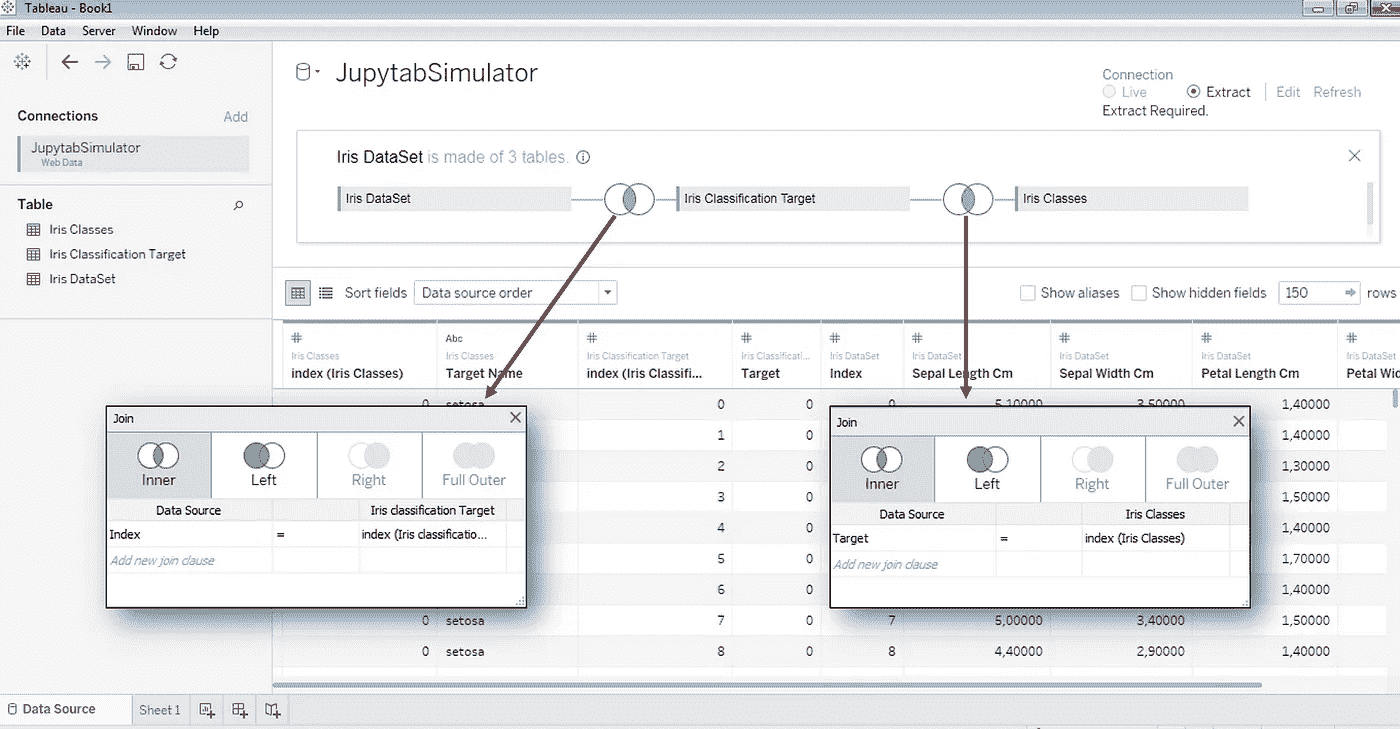 Tableau - Book1
File Data Server Window Help
JupytabSimulator
Connection
Live Extract Edit Refresh
Extract Required.
Connections Add
JupytabSimulator
Web Data
Iris DataSet is made of 3 tables.
Iris DataSet Iris Classification Target Iris Classes
Table
Iris Classes
Iris Classification Target
Iris DataSet
Sort fields Data source order Show aliases Show hidden fields 150 rows
# Abc # # # # # # #
Iris Classes Iris Classes Iris Classification Target Iris Classificati... Iris DataSet Iris DataSet Iris DataSet Iris DataSet Iris DataSet
index (Iris Classes) Target Name index (Iris Classifi... Target Index Sepal Length Cm Sepal Width Cm Petal Length Cm Petal Wid
0 setosa 0 0 0 5,10000 3,50000 1,40000
1 0 1,40000
2 0 1,30000
3 0 1,50000
4 0 1,40000
5 0 1,70000
6 0 1,40000
0 setosa 7 0 7 5,00000 3,40000 1,50000
0 setosa 8 0 8 4,40000 2,90000 1,40000
Join
Inner Left Right Full Outer
Data Source Iris classification Target
Index = index (Iris classificatio...
Add new join clause
Join
Inner Left Right Full Outer
Data Source Iris Classes
Target = index (Iris Classes)
Add new join clause
Data Source Sheet 1